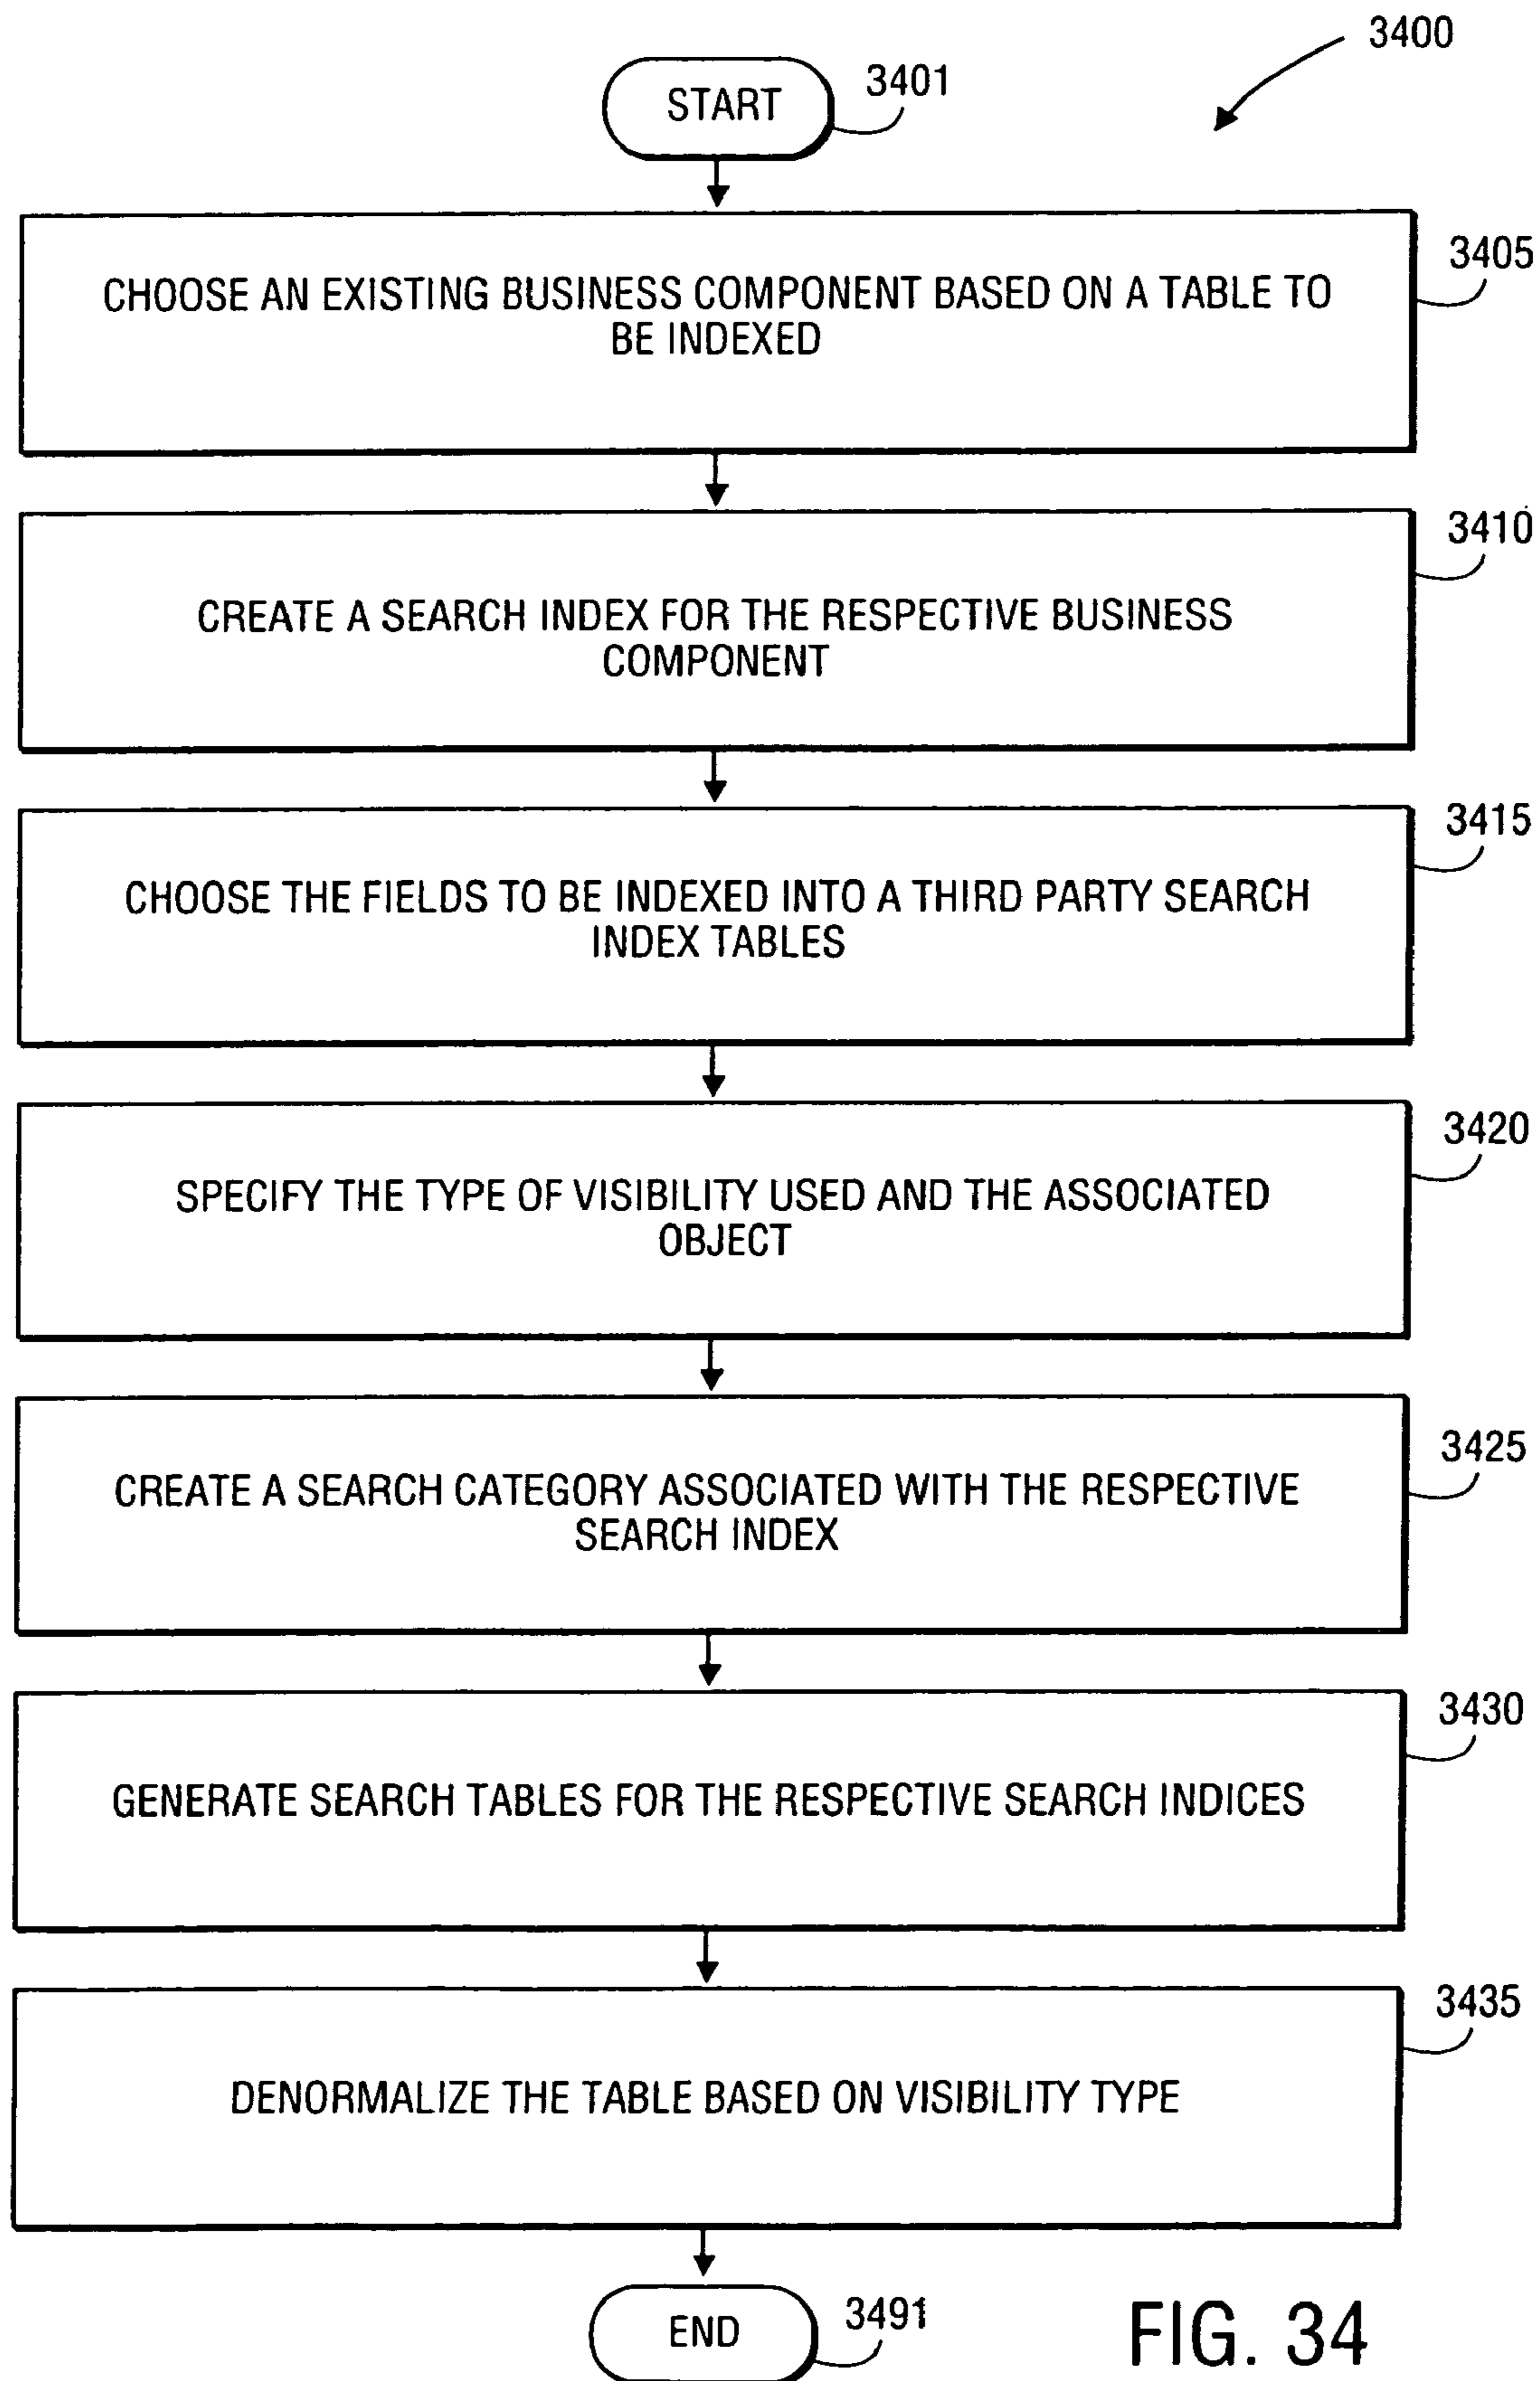 3400
START
3401
3405
CHOOSE AN EXISTING BUSINESS COMPONENT BASED ON A TABLE TO
BE INDEXED
3410
CREATE A SEARCH INDEX FOR THE RESPECTIVE BUSINESS
COMPONENT
3415
CHOOSE THE FIELDS TO BE INDEXED INTO A THIRD PARTY SEARCH
INDEX TABLES
3420
SPECIFY THE TYPE OF VISIBILITY USED AND THE ASSOCIATED
OBJECT
3425
CREATE A SEARCH CATEGORY ASSOCIATED WITH THE RESPECTIVE
SEARCH INDEX
3430
GENERATE SEARCH TABLES FOR THE RESPECTIVE SEARCH INDICES
3435
DENORMALIZE THE TABLE BASED ON VISIBILITY TYPE
END
3491
FIG. 34